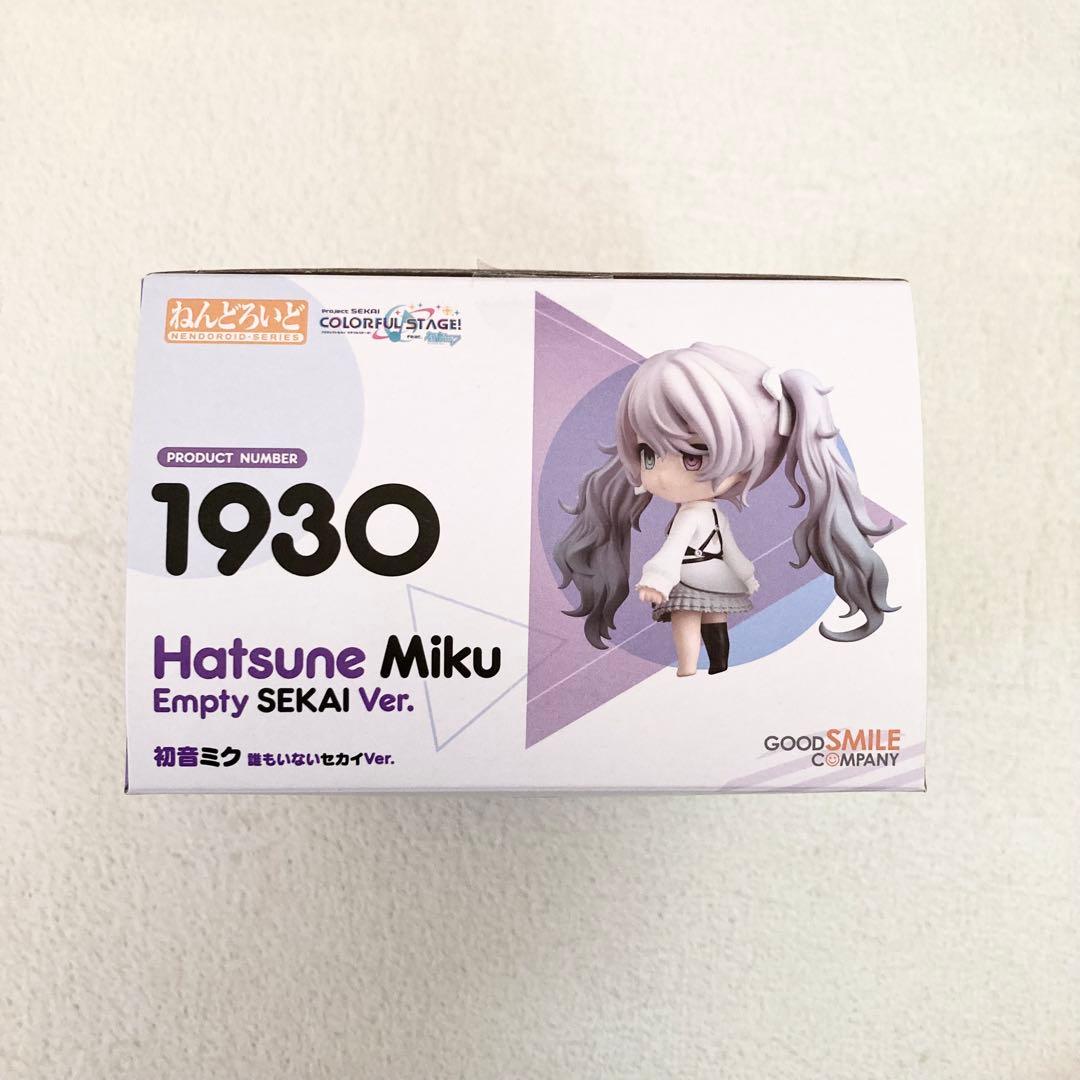 ねんどろいど
NENDOROID・SERIES
Project SEKAI
COLORFUL STAGE!
feat.
PRODUCT NUMBER
1930
Hatsune Miku
Empty SEKAI Ver.
初音ミク 誰もいないセカイVer.
GOOD SMILE
COMPANY